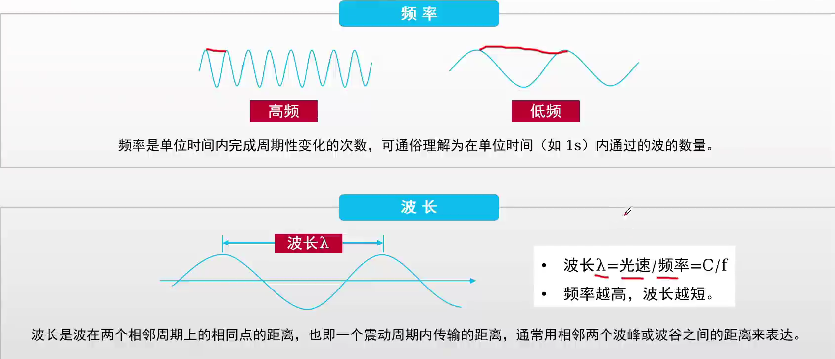 频率
高频
低频
频率是单位时间内完成周期性变化的次数，可通俗理解为在单位时间（如 1s）内通过的波的数量。
波长
波长λ
• 波长λ=光速/频率=C/f
• 频率越高，波长越短。
波长是波在两个相邻周期上的相同点的距离，也即一个震动周期内传输的距离，通常用相邻两个波峰或波谷之间的距离来表达。